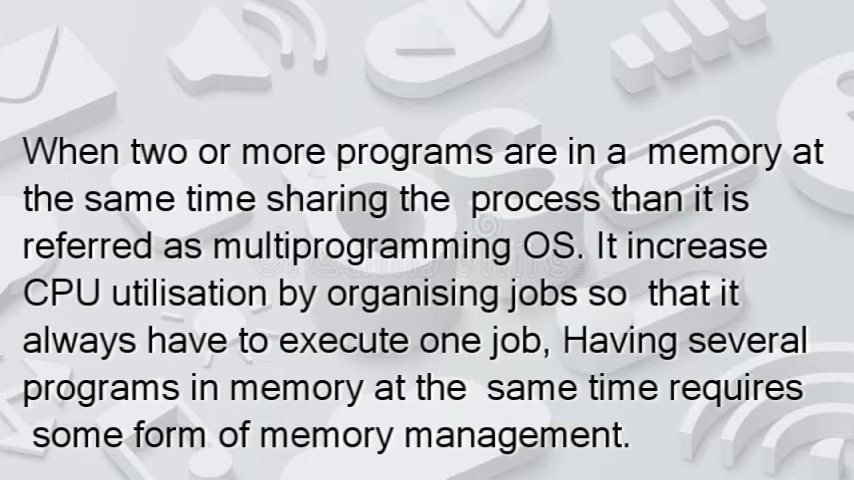 When two or more programs are in a memory at
the same time sharing the process than it is
referred as multiprogramming OS. It increase
CPU utilisation by organising jobs so that it
always have to execute one job, Having several
programs in memory at the same time requires
some form of memory management.
OS
dreamstime